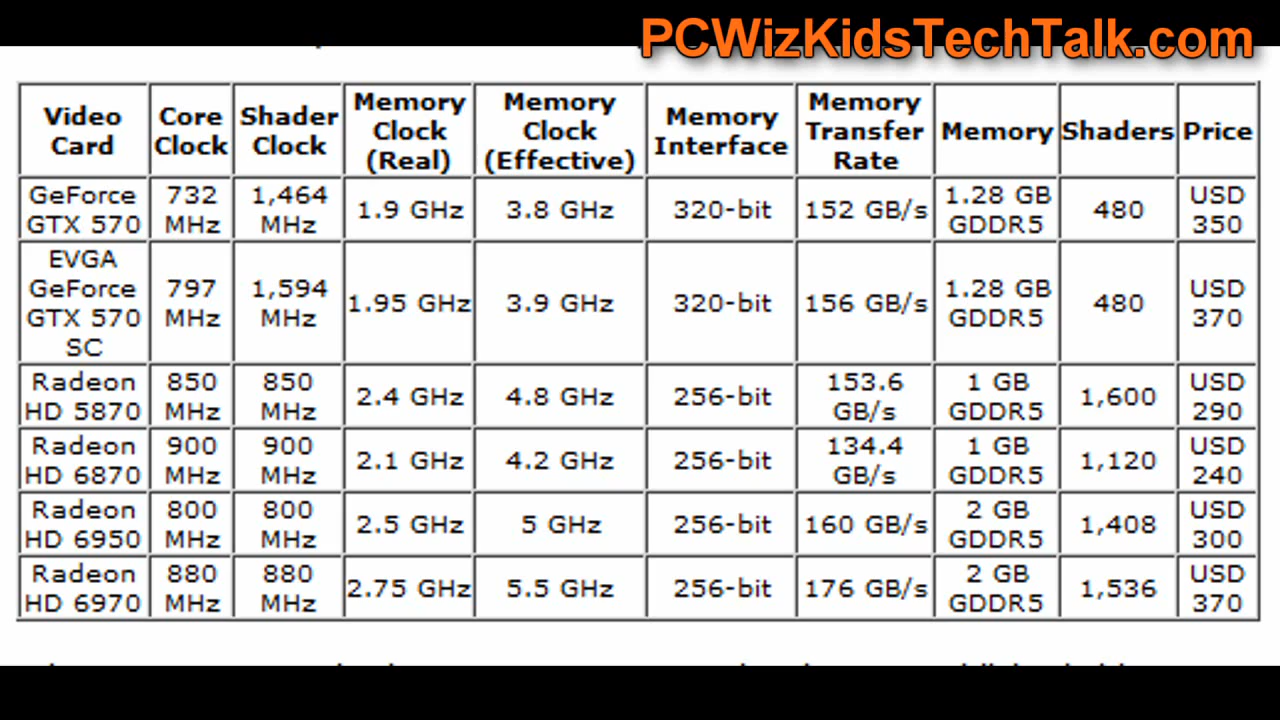 PCWizKidsTechTalk.com
Video Card Core Clock Shader Clock Memory Clock (Real) Memory Clock (Effective) Memory Interface Memory Transfer Rate Memory Shaders Price
GeForce GTX 570 732 MHz 1,464 MHz 1.9 GHz 3.8 GHz 320-bit 152 GB/s 1.28 GB GDDR5 480 USD 350
EVGA GeForce GTX 570 SC 797 MHz 1,594 MHz 1.95 GHz 3.9 GHz 320-bit 156 GB/s 1.28 GB GDDR5 480 USD 370
Radeon HD 5870 850 MHz 850 MHz 2.4 GHz 4.8 GHz 256-bit 153.6 GB/s 1 GB GDDR5 1,600 USD 290
Radeon HD 6870 900 MHz 900 MHz 2.1 GHz 4.2 GHz 256-bit 134.4 GB/s 1 GB GDDR5 1,120 USD 240
Radeon HD 6950 800 MHz 800 MHz 2.5 GHz 5 GHz 256-bit 160 GB/s 2 GB GDDR5 1,408 USD 300
Radeon HD 6970 880 MHz 880 MHz 2.75 GHz 5.5 GHz 256-bit 176 GB/s 2 GB GDDR5 1,536 USD 370